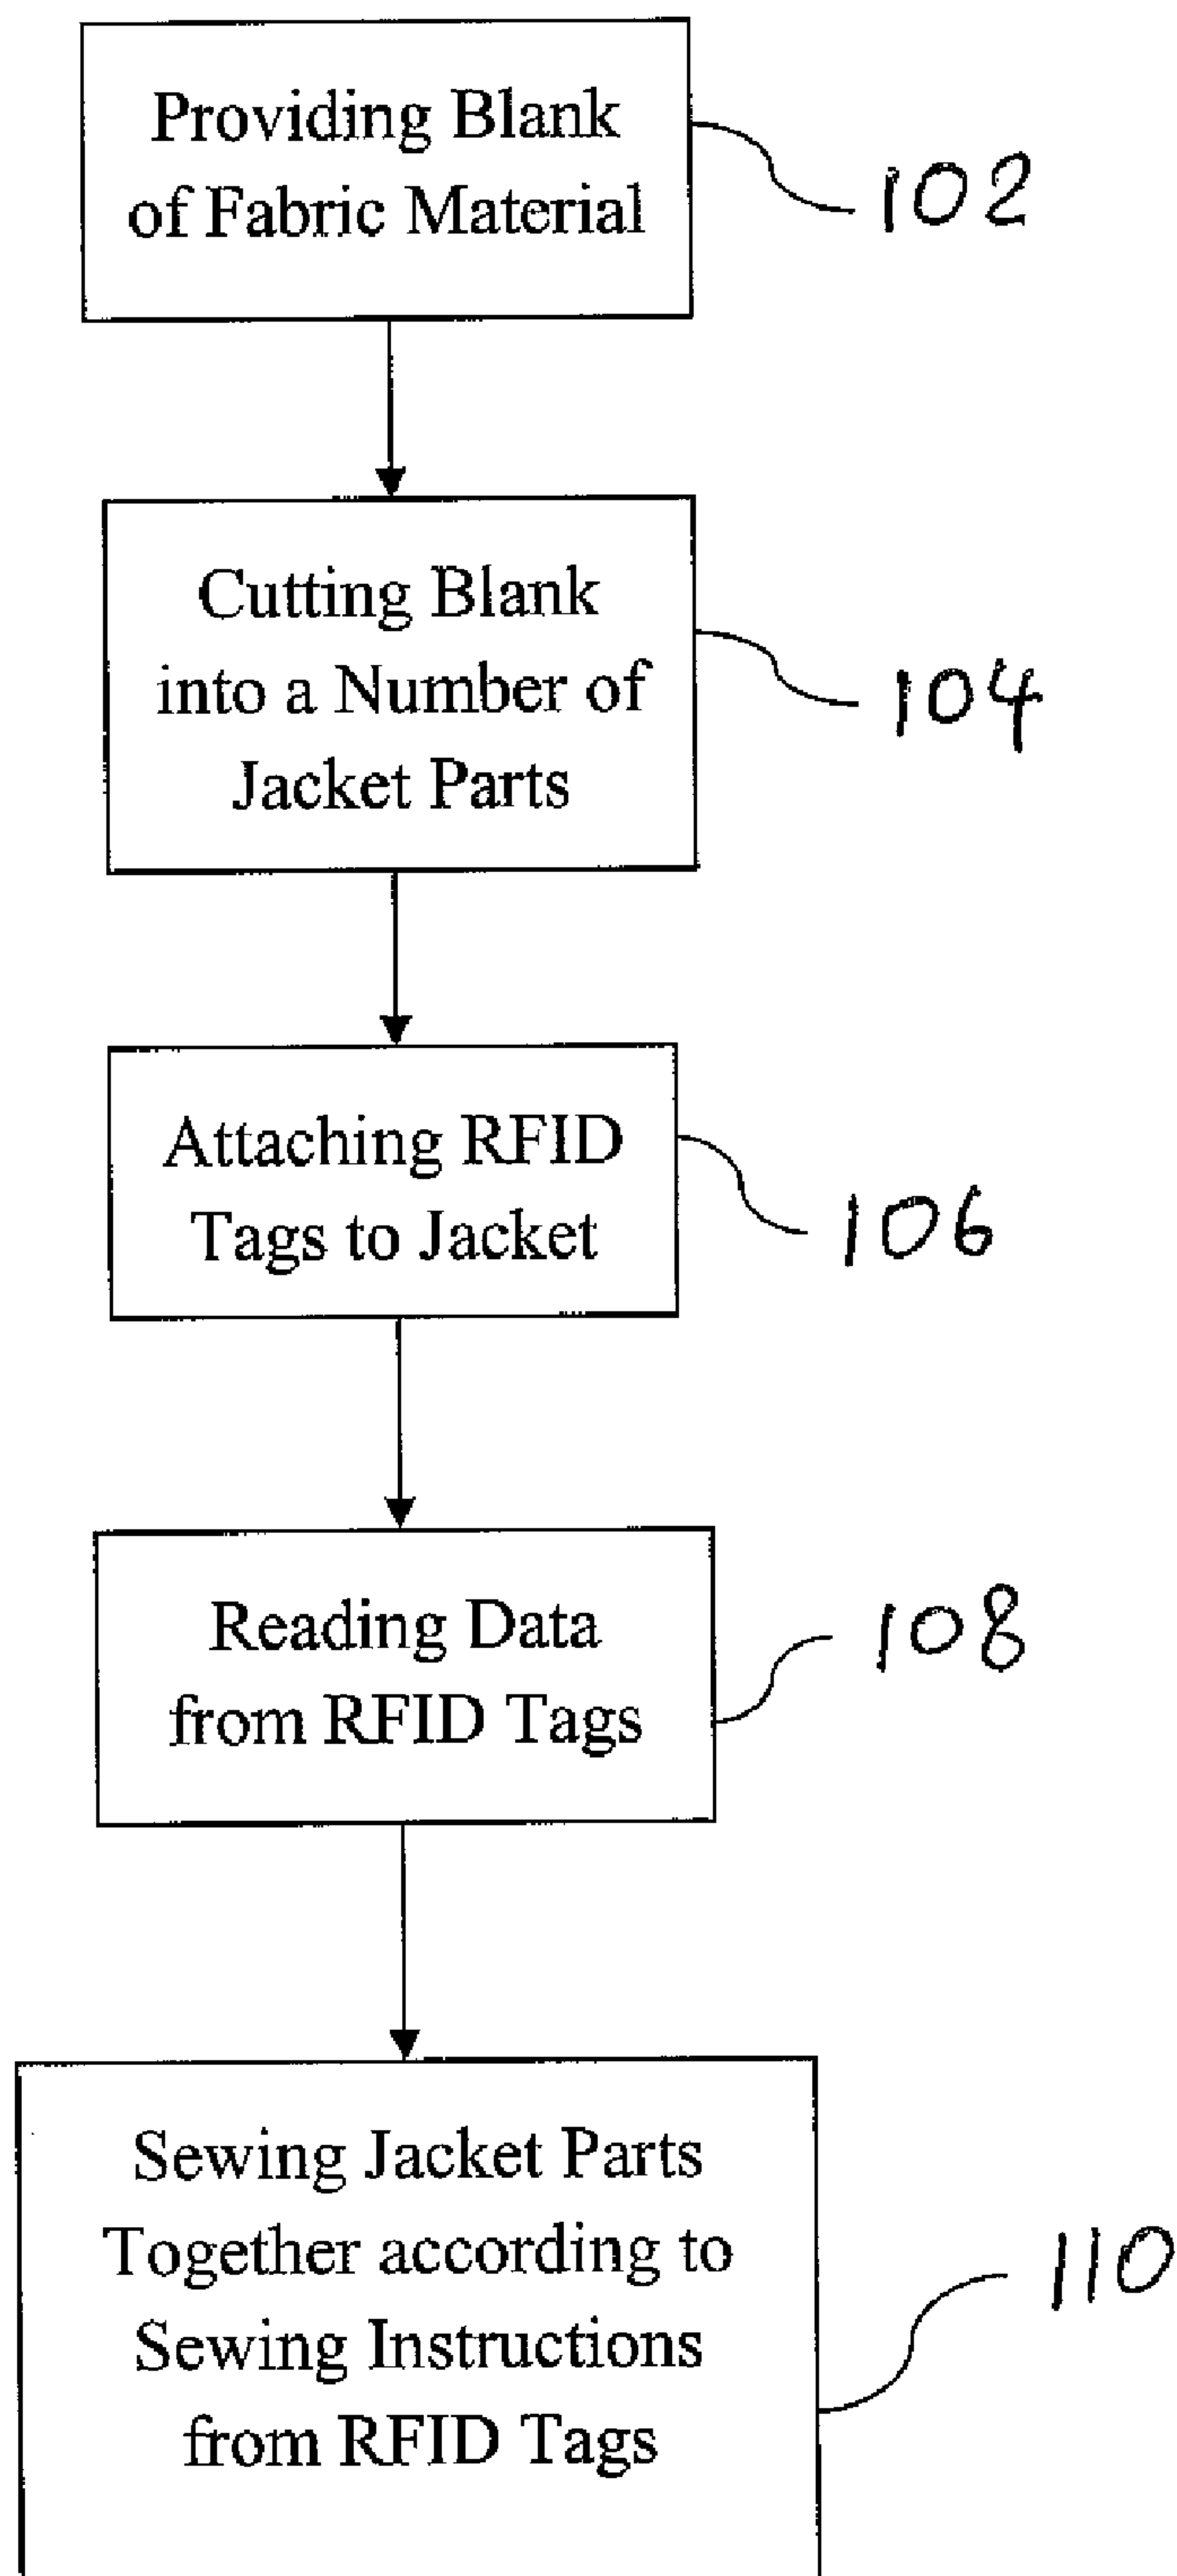 Providing Blank
of Fabric Material
102
Cutting Blank
into a Number of
Jacket Parts
104
Attaching RFID
Tags to Jacket
106
Reading Data
from RFID Tags
108
Sewing Jacket Parts
Together according to
Sewing Instructions
from RFID Tags
110